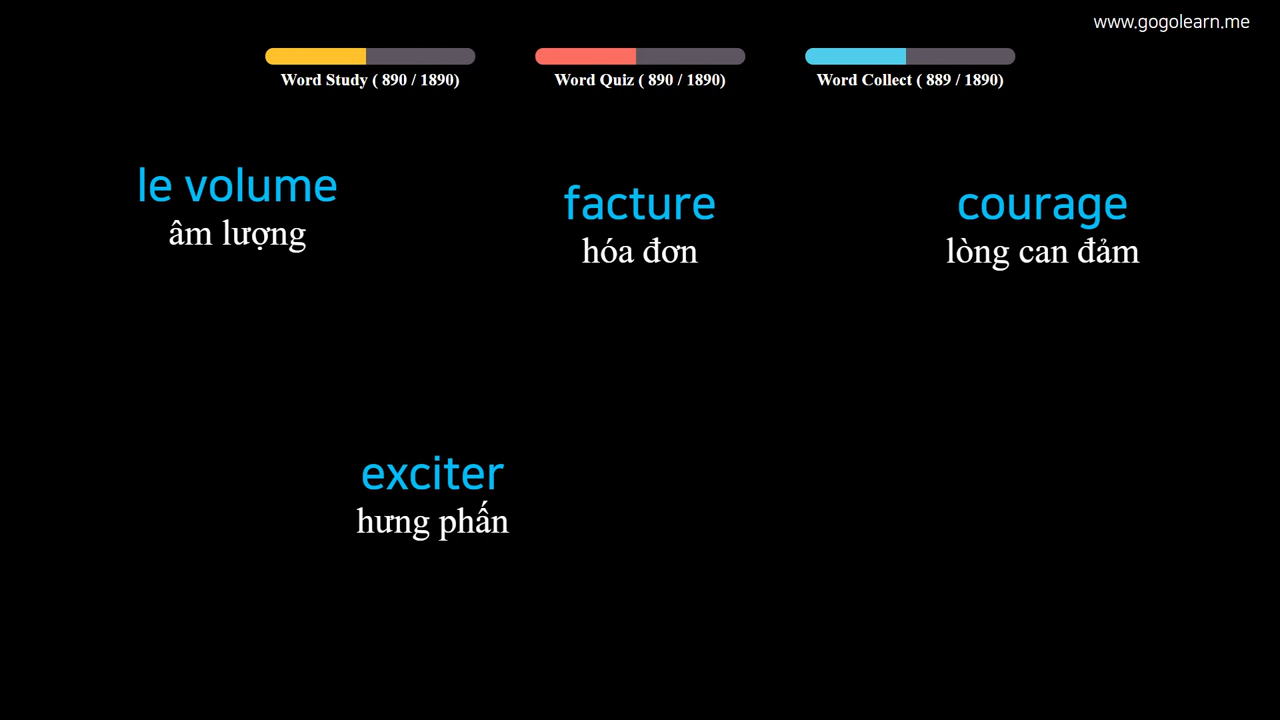 www.gogolearn.me
Word Study ( 890 / 1890)
Word Quiz ( 890 / 1890)
Word Collect ( 889 / 1890)
le volume
âm lượng
facture
hóa đơn
courage
lòng can đảm
exciter
hưng phấn